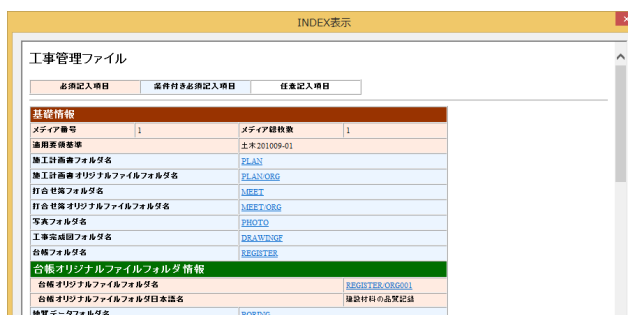 INDEX表示
工事管理ファイル
必須記入項目 条件付き必須記入項目 任意記入項目
基礎情報
メディア番号 1 メディア総枚数 1
適用要領基準 土木201009-01
施工計画書フォルダ名 PLAN
施工計画書オリジナルファイルフォルダ名 PLAN/ORG
打合せ簿フォルダ名 MEET
打合せ簿オリジナルファイルフォルダ名 MEET/ORG
写真フォルダ名 PHOTO
工事完成図フォルダ名 DRAWINGF
台帳フォルダ名 REGISTER
台帳オリジナルファイルフォルダ情報
台帳オリジナルファイルフォルダ名 REGISTER/ORG001
台帳オリジナルファイルフォルダ日本語名 建設材料の品質記録
地質データフォルダ名 BORING